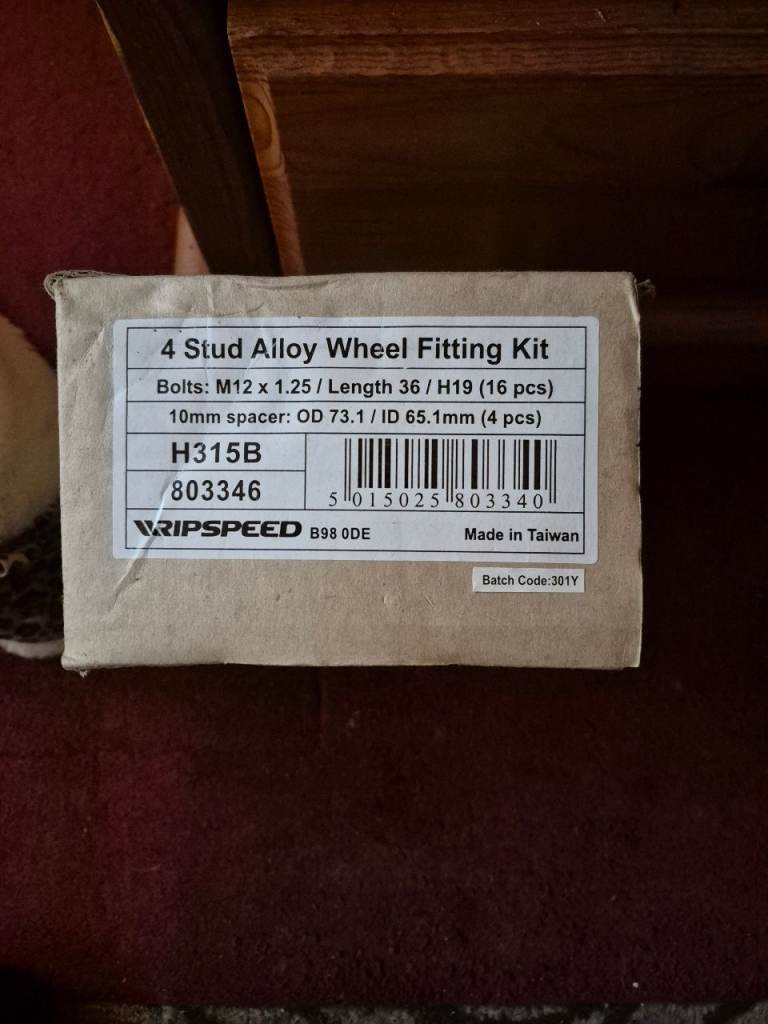 4 Stud Alloy Wheel Fitting Kit
Bolts: M12 x 1.25 / Length 36 / H19 (16 pcs)
10mm spacer: OD 73.1 / ID 65.1mm (4 pcs)
H315B
803346
5 015025 803340
RIPSPEED B98 0DE Made in Taiwan
Batch Code:301Y